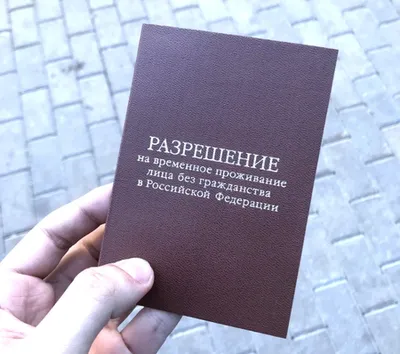 РАЗРЕШЕНИЕ
на временное проживание
лица без гражданства
в Российской Федерации